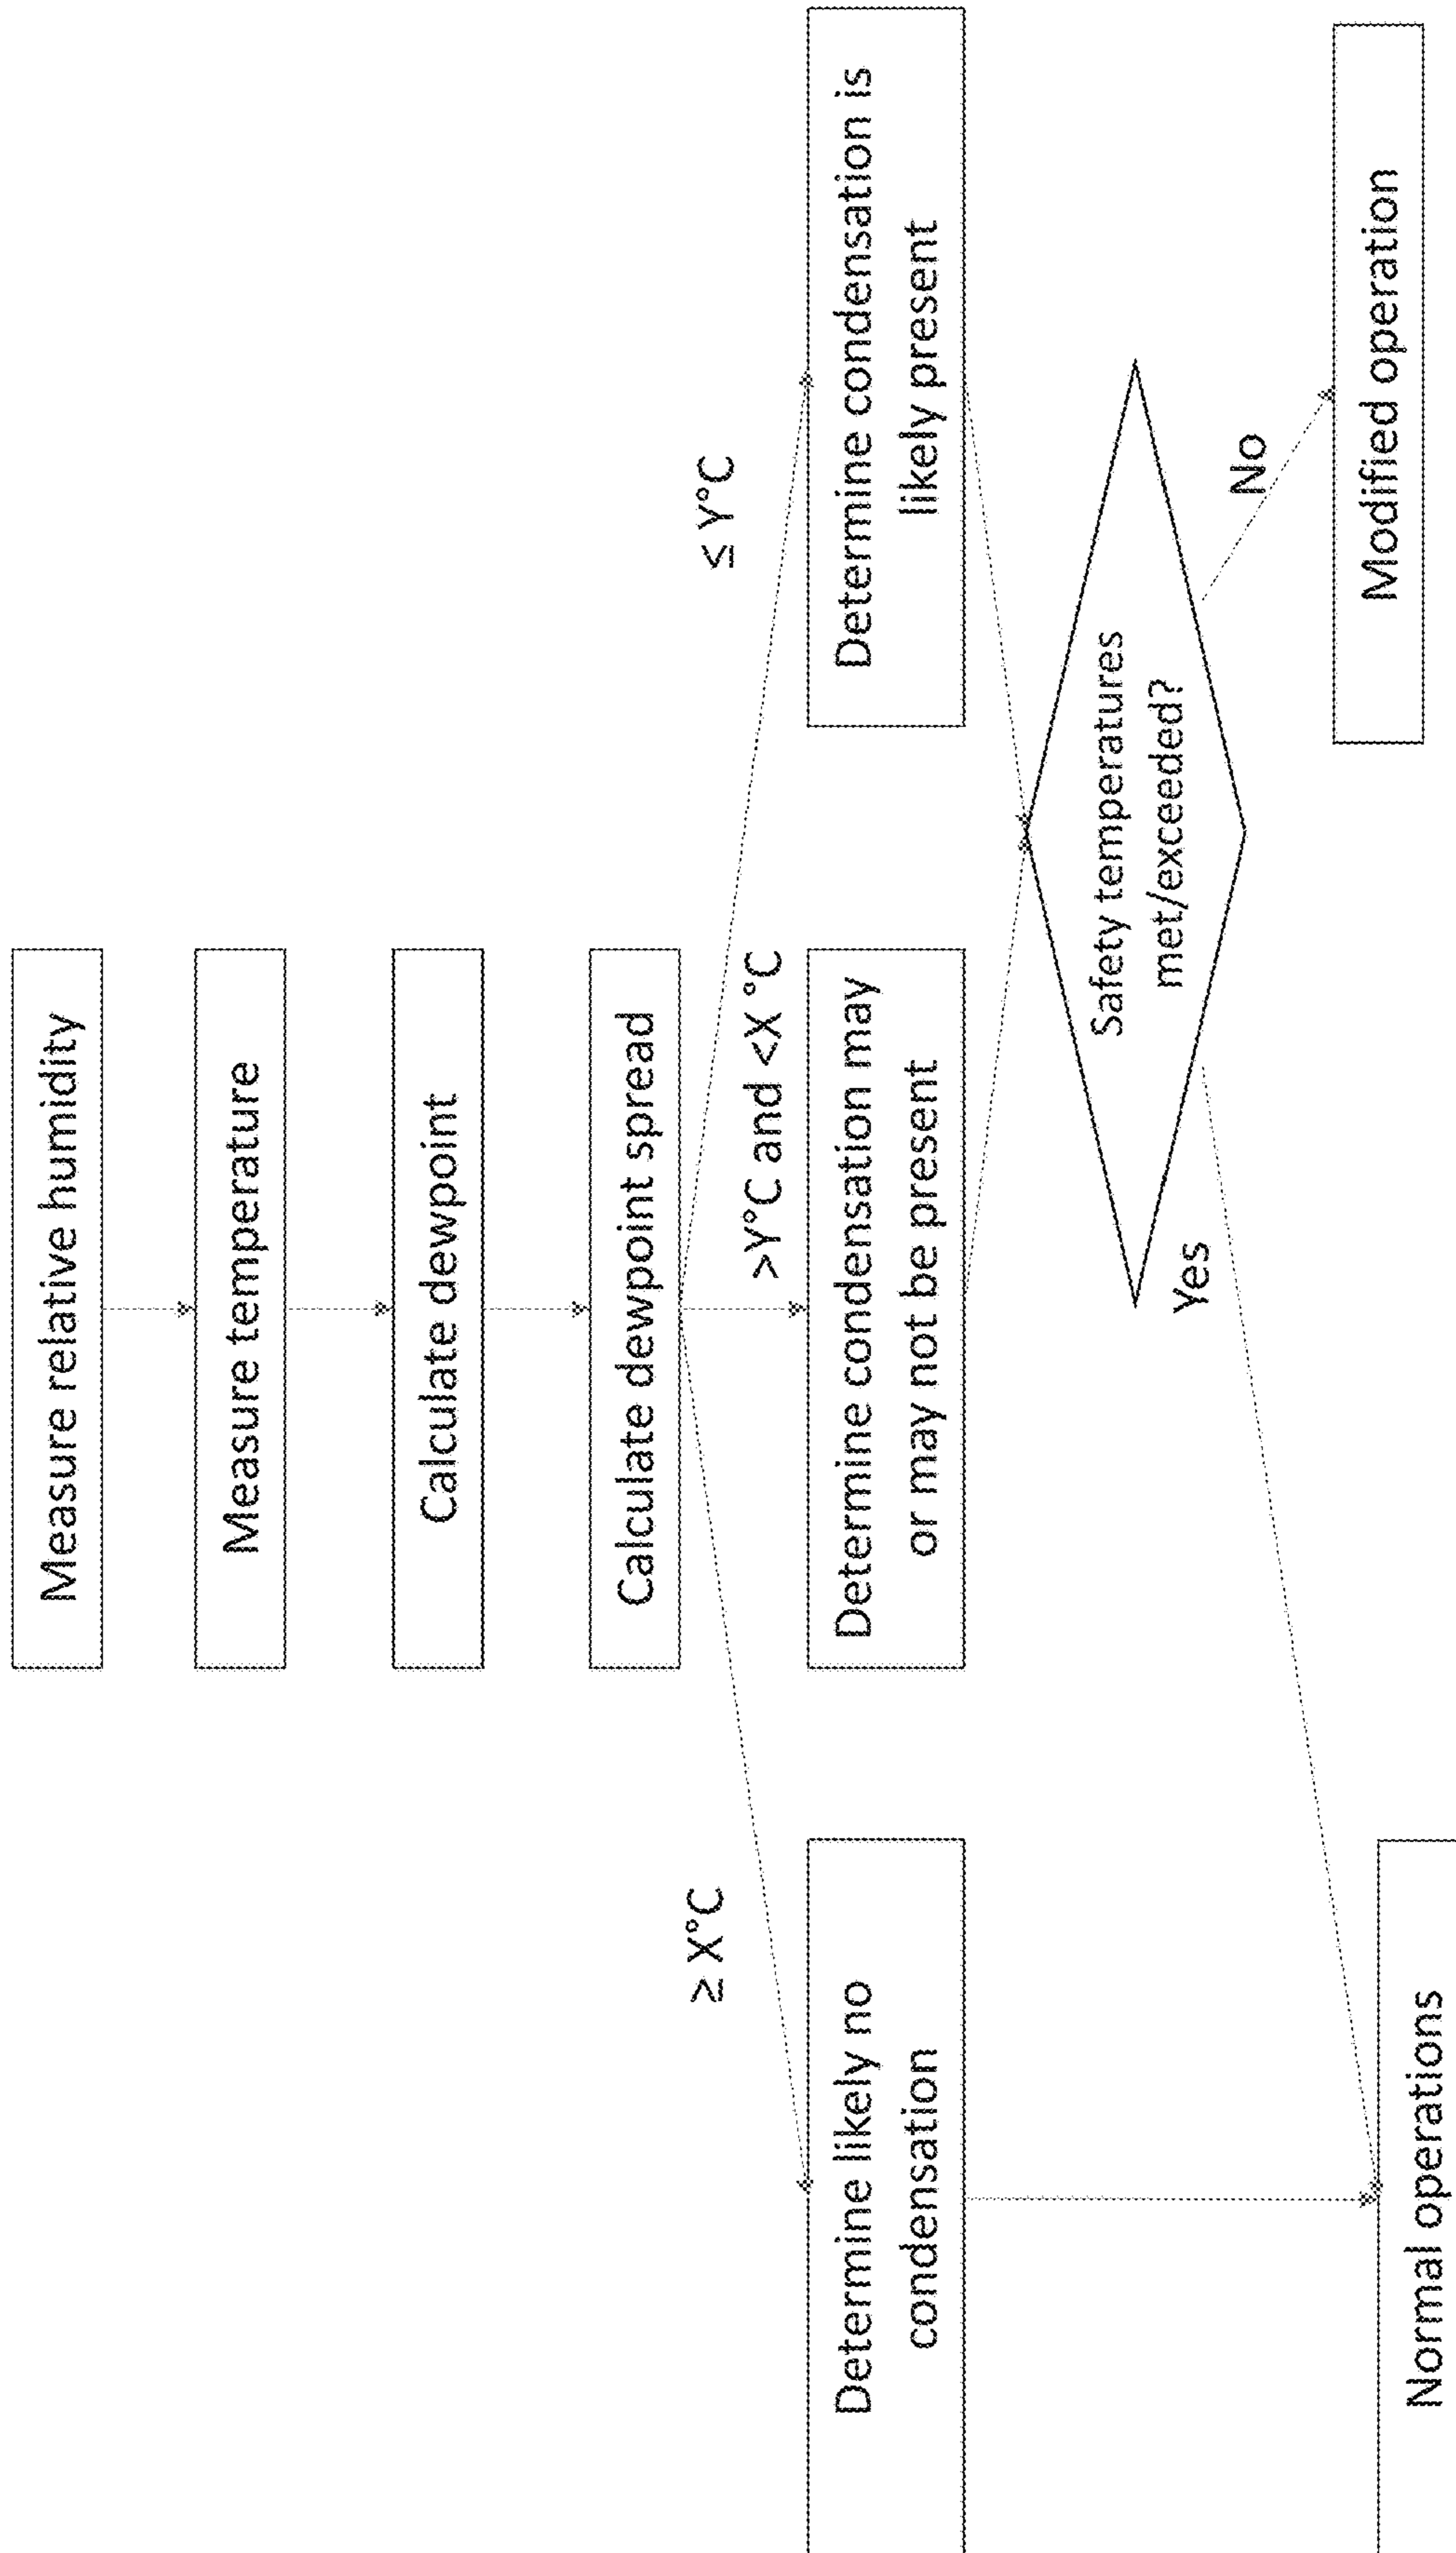 Measure relative humidity
Measure temperature
Calculate dewpoint
Calculate dewpoint spread
≥ X°C
>Y°C and <X °C
≤ Y°C
Determine likely no
condensation
Determine condensation may
or may not be present
Determine condensation is
likely present
Safety temperatures
met/exceeded?
Yes
No
Normal operations
Modified operation